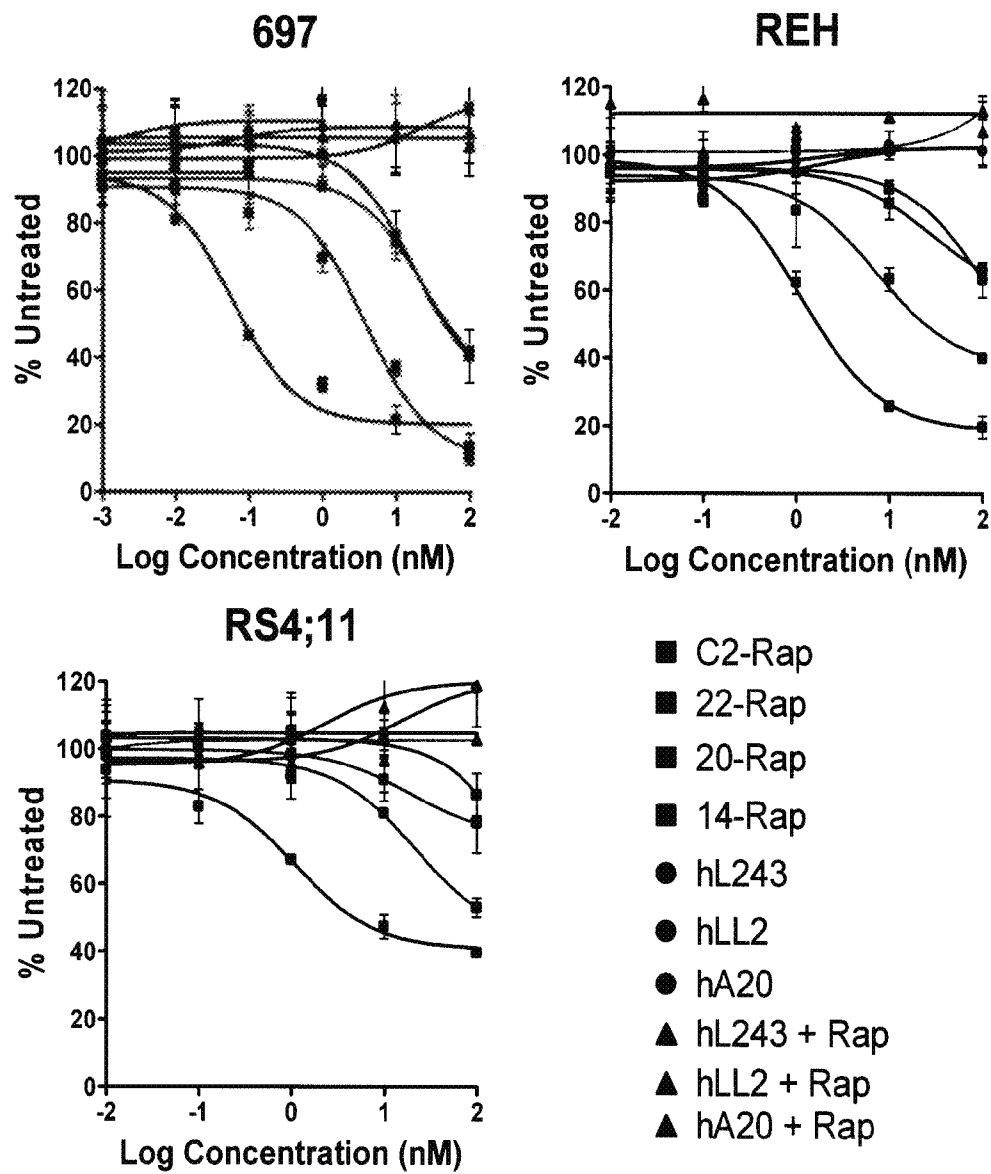 697
120
100
80
60
40
20
0
% Untreated
-3 -2 -1 0 1 2
Log Concentration (nM)
REH
120
100
80
60
40
20
0
% Untreated
-2 -1 0 1 2
Log Concentration (nM)
RS4;11
120
100
80
60
40
20
0
% Untreated
-2 -1 0 1 2
Log Concentration (nM)
C2-Rap
22-Rap
20-Rap
14-Rap
hL243
hLL2
hA20
hL243 + Rap
hLL2 + Rap
hA20 + Rap